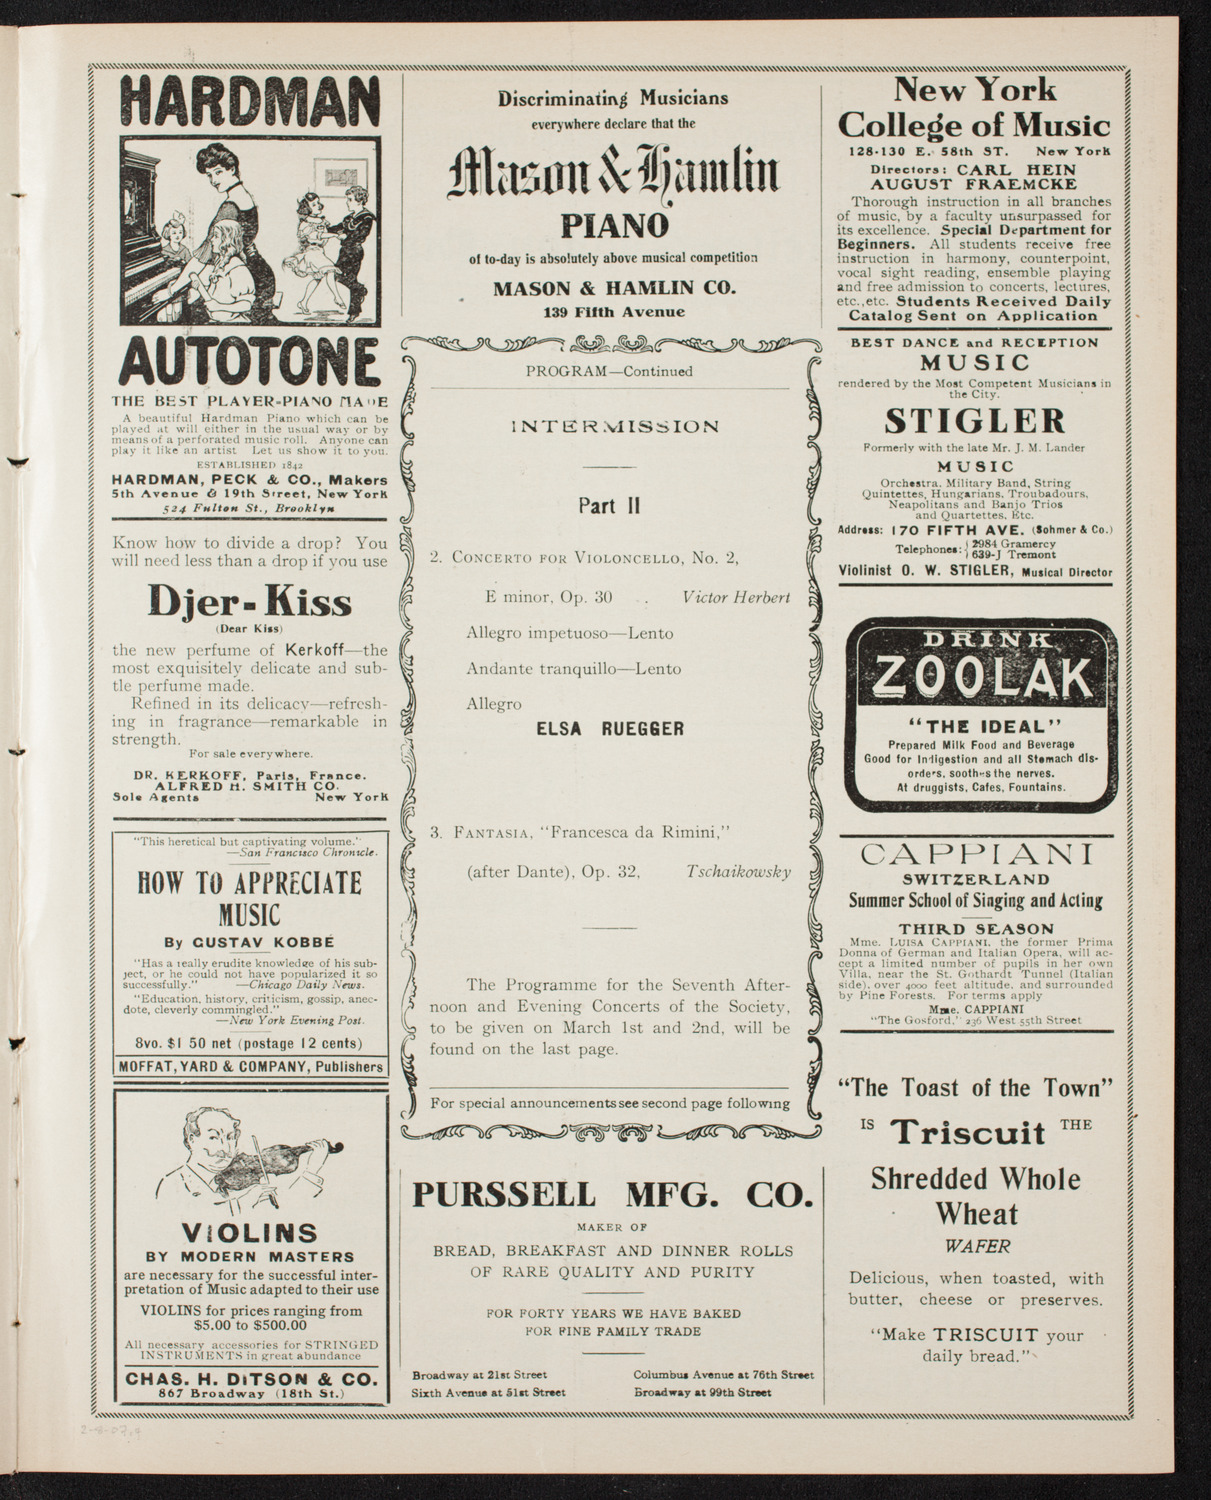 HARDMAN
AUTOTONE
THE BEST PLAYER-PIANO MADE
A beautiful Hardman Piano which can be
played at will either in the usual way or by
means of a perforated music roll. Anyone can
play it like an artist Let us show it to you.
ESTABLISHED 1842
HARDMAN, PECK & CO., Makers
5th Avenue & 19th Street, New York
524 Fulton St., Brooklyn
Know how to divide a drop? You
will need less than a drop if you use
Djer-Kiss
(Dear Kiss)
the new perfume of Kerkoff—the
most exquisitely delicate and sub-
tle perfume made.
Refined in its delicacy—refresh-
ing in fragrance—remarkable in
strength.
For sale everywhere.
DR. KERKOFF, Paris, France.
ALFRED H. SMITH CO.
Sole Agents New York
"This heretical but captivating volume."
—San Francisco Chronicle.
HOW TO APPRECIATE
MUSIC
By GUSTAV KOBBÉ
"Has a really erudite knowledge of his sub-
ject, or he could not have popularized it so
successfully." —Chicago Daily News.
"Education, history, criticism, gossip, anec-
dote, cleverly commingled."
—New York Evening Post.
8vo. $1 50 net (postage 12 cents)
MOFFAT, YARD & COMPANY, Publishers
VIOLINS
BY MODERN MASTERS
are necessary for the successful inter-
pretation of Music adapted to their use
VIOLINS for prices ranging from
$5.00 to $500.00
All necessary accessories for STRINGED
INSTRUMENTS in great abundance
CHAS. H. DITSON & CO.
867 Broadway (18th St.)
2-8-07,9
Discriminating Musicians
everywhere declare that the
Mason & Hamlin
PIANO
of to-day is absolutely above musical competition
MASON & HAMLIN CO.
139 Fifth Avenue
PROGRAM—Continued
INTERMISSION
Part II
2. CONCERTO FOR VIOLONCELLO, NO. 2,
E minor, Op. 30 . . Victor Herbert
Allegro impetuoso—Lento
Andante tranquillo—Lento
Allegro
ELSA RUEGGER
3. FANTASIA, "Francesca da Rimini,"
(after Dante), Op. 32, Tschaikowsky
The Programme for the Seventh After-
noon and Evening Concerts of the Society,
to be given on March 1st and 2nd, will be
found on the last page.
For special announcements see second page following
PURSSELL MFG. CO.
MAKER OF
BREAD, BREAKFAST AND DINNER ROLLS
OF RARE QUALITY AND PURITY
FOR FORTY YEARS WE HAVE BAKED
FOR FINE FAMILY TRADE
Broadway at 21st Street Columbus Avenue at 76th Street
Sixth Avenue at 51st Street Broadway at 99th Street
New York
College of Music
128-130 E. 58th ST. New York
Directors: CARL HEIN
AUGUST FRAEMCKE
Thorough instruction in all branches
of music, by a faculty unsurpassed for
its excellence. Special Department for
Beginners. All students receive free
instruction in harmony, counterpoint,
vocal sight reading, ensemble playing
and free admission to concerts, lectures,
etc., etc. Students Received Daily
Catalog Sent on Application
BEST DANCE and RECEPTION
MUSIC
rendered by the Most Competent Musicians in
the City.
STIGLER
Formerly with the late Mr. J. M. Lander
MUSIC
Orchestra, Military Band, String
Quintettes, Hungarians, Troubadours,
Neapolitans and Banjo Trios
and Quartettes, Etc.
Address: 170 FIFTH AVE. (Sohmer & Co.)
Telephones: { 2984 Gramercy
639-J Tremont
Violinist O. W. STIGLER, Musical Director
DRINK
ZOOLAK
"THE IDEAL"
Prepared Milk Food and Beverage
Good for Indigestion and all Stomach dis-
orders, soothes the nerves.
At druggists, Cafes, Fountains.
CAPPIANI
SWITZERLAND
Summer School of Singing and Acting
THIRD SEASON
Mme. LUISA CAPPIANI, the former Prima
Donna of German and Italian Opera, will ac-
cept a limited number of pupils in her own
Villa, near the St. Gothardt Tunnel (Italian
side), over 4000 feet altitude, and surrounded
by Pine Forests. For terms apply
Mme. CAPPIANI
"The Gosford," 236 West 55th Street
"The Toast of the Town"
IS Triscuit THE
Shredded Whole
Wheat
WAFER
Delicious, when toasted, with
butter, cheese or preserves.
"Make TRISCUIT your
daily bread."